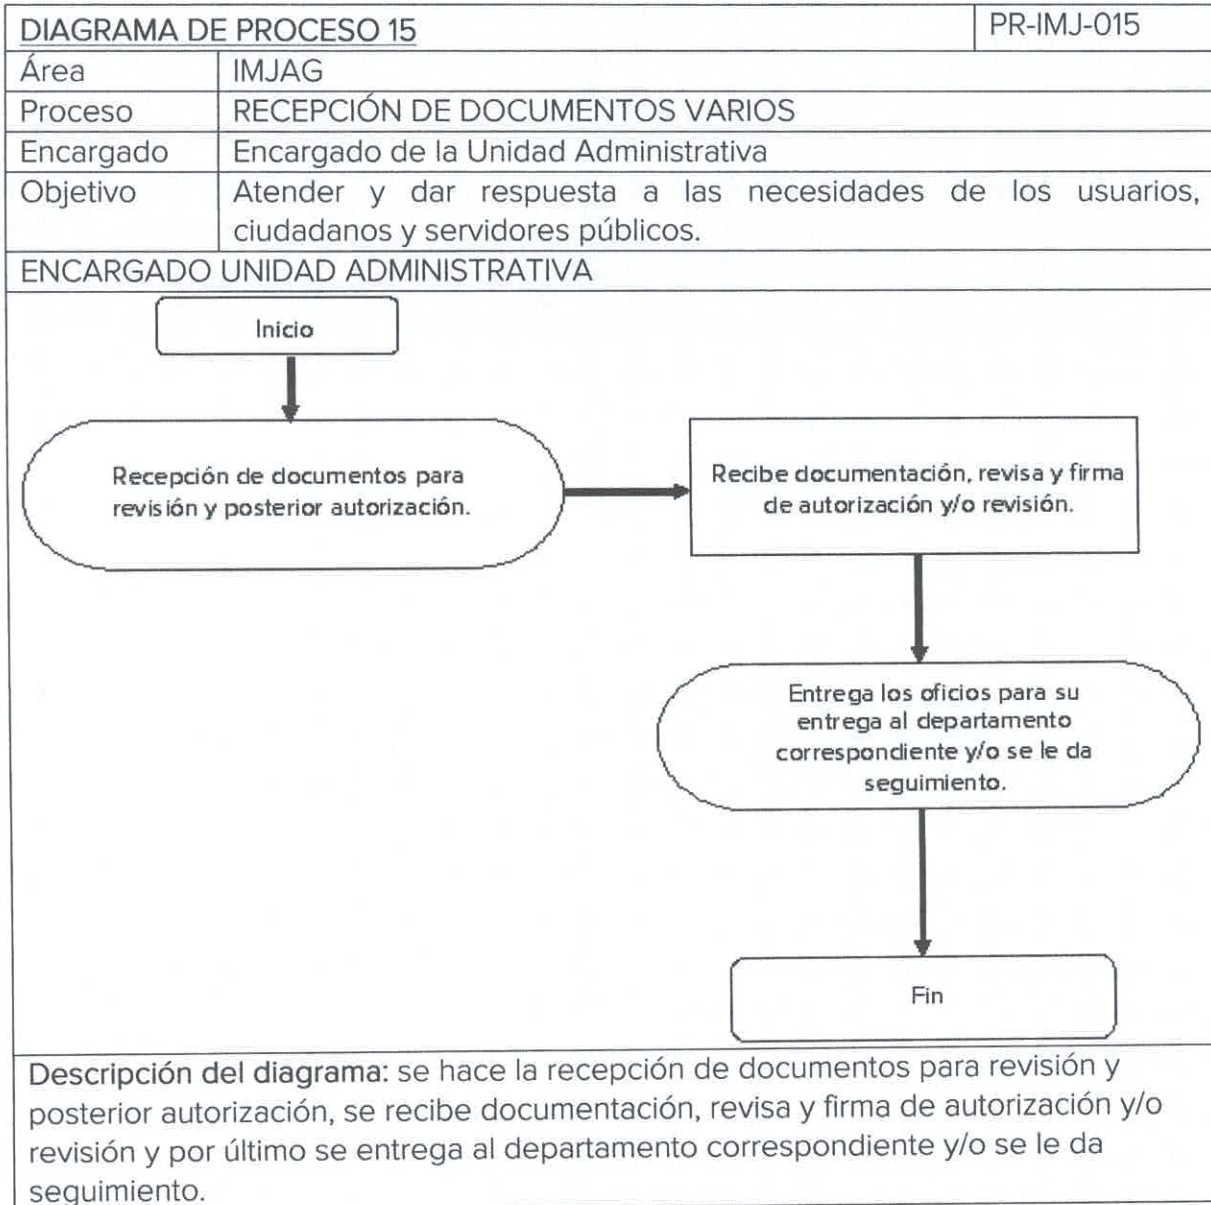 DIAGRAMA DE PROCESO 15 PR-IMJ-015
Área IMJAG
Proceso RECEPCIÓN DE DOCUMENTOS VARIOS
Encargado Encargado de la Unidad Administrativa
Objetivo Atender y dar respuesta a las necesidades de los usuarios,
ciudadanos y servidores públicos.
ENCARGADO UNIDAD ADMINISTRATIVA
Inicio
Recepción de documentos para
revisión y posterior autorización.
Recibe documentación, revisa y firma
de autorización y/o revisión.
Entrega los oficios para su
entrega al departamento
correspondiente y/o se le da
seguimiento.
Fin
Descripción del diagrama: se hace la recepción de documentos para revisión y
posterior autorización, se recibe documentación, revisa y firma de autorización y/o
revisión y por último se entrega al departamento correspondiente y/o se le da
seguimiento.